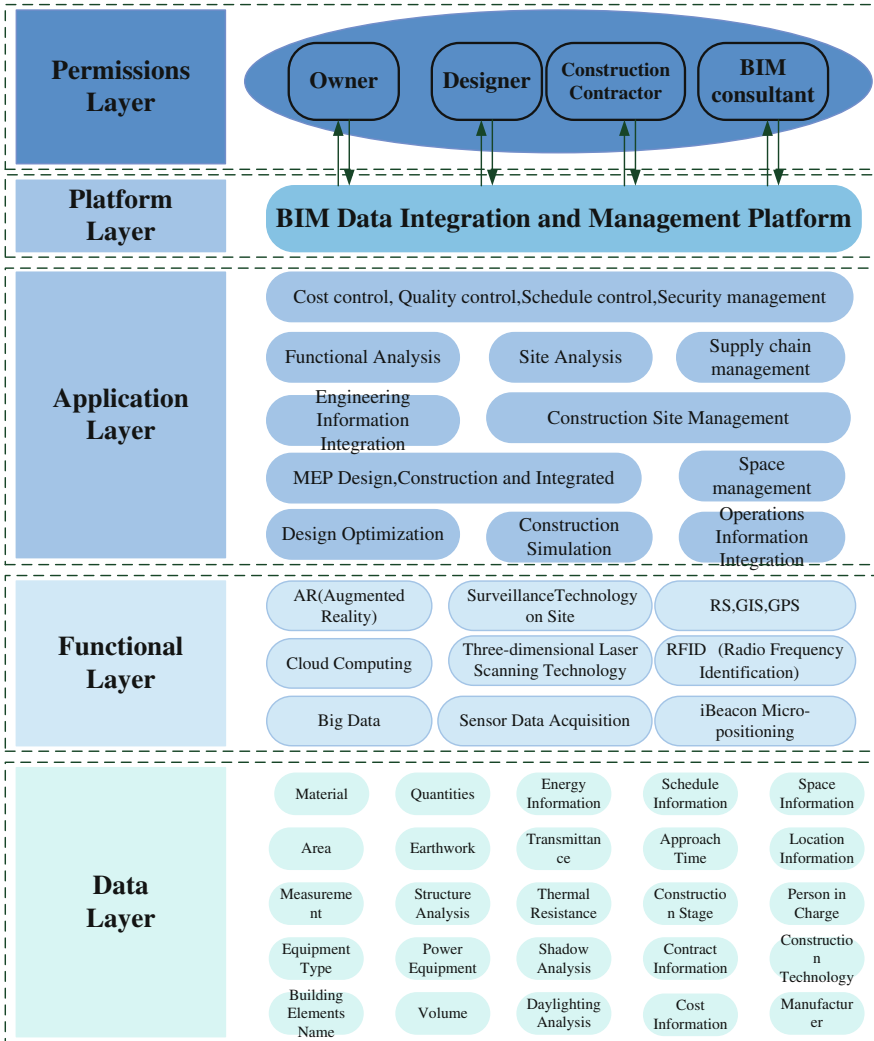 Permissions
Layer
Owner
Designer
Construction
Contractor
BIM
consultant
Platform
Layer
BIM Data Integration and Management Platform
Application
Layer
Cost control, Quality control,Schedule control,Security management
Functional Analysis
Site Analysis
Supply chain
management
Engineering
Information
Integration
Construction Site Management
MEP Design,Construction and Integrated
Space
management
Design Optimization
Construction
Simulation
Operations
Information
Integration
Functional
Layer
AR(Augmented
Reality)
SurveillanceTechnology
on Site
RS,GIS,GPS
Cloud Computing
Three-dimensional Laser
Scanning Technology
RFID (Radio Frequency
Identification)
Big Data
Sensor Data Acquisition
iBeacon Micro-
positioning
Data
Layer
Material
Quantities
Energy
Information
Schedule
Information
Space
Information
Area
Earthwork
Transmittan
ce
Approach
Time
Location
Information
Measureme
nt
Structure
Analysis
Thermal
Resistance
Constructio
n Stage
Person in
Charge
Equipment
Type
Power
Equipment
Shadow
Analysis
Contract
Information
Constructio
n
Technology
Building
Elements
Name
Volume
Daylighting
Analysis
Cost
Information
Manufactur
er